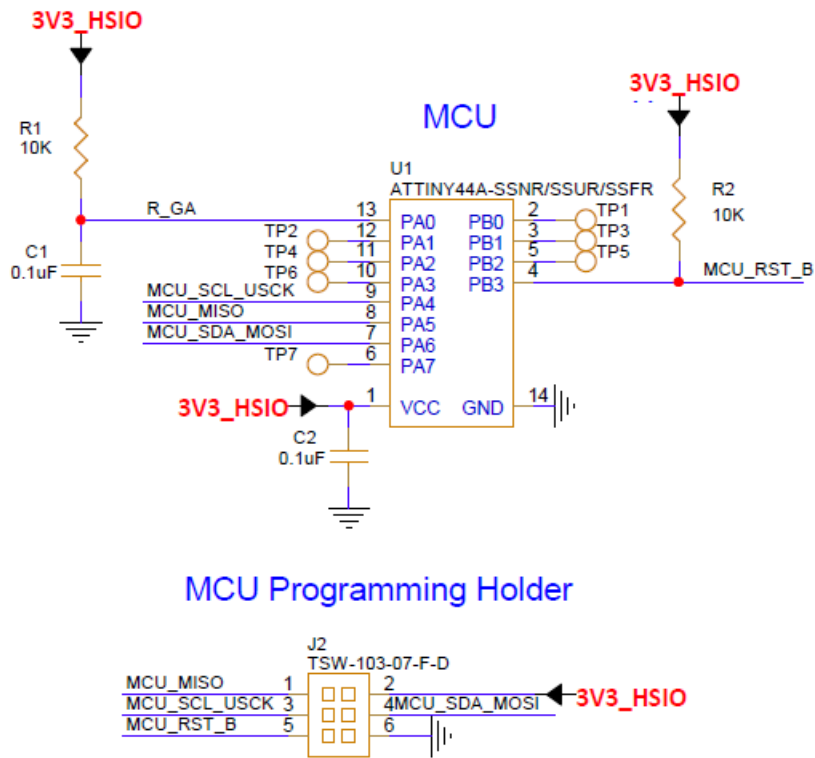 3V3_HSIO
3V3_HSIO
MCU
R1
10K
U1
ATTINY44A-SSNR/SSUR/SSFR
R2
10K
R_GA
13 PA0 PB0 2 TP1
TP2 12 PA1 PB1 3 TP3
TP4 11 PA2 PB2 5 TP5
TP6 10 PA3 PB3 4 MCU_RST_B
C1
0.1uF
MCU_SCL_USCK 9 PA4
MCU_MISO 8 PA5
MCU_SDA_MOSI 7 PA6
TP7 6 PA7
3V3_HSIO 1 VCC GND 14
C2
0.1uF
MCU Programming Holder
J2
TSW-103-07-F-D
MCU_MISO 1 2 3V3_HSIO
MCU_SCL_USCK 3 4 MCU_SDA_MOSI
MCU_RST_B 5 6